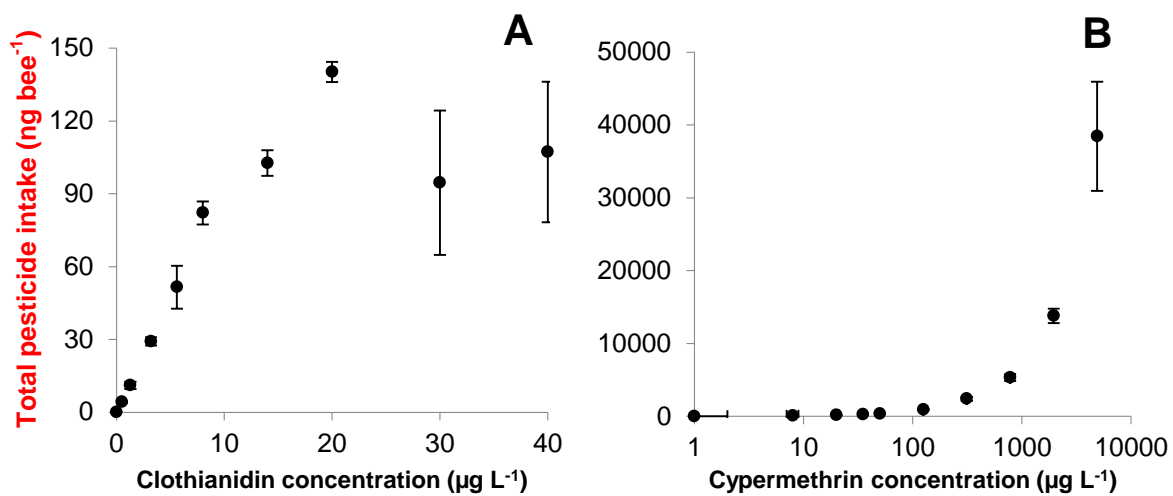 A
B
Total pesticide intake (ng bee⁻¹)
150
120
90
60
30
0
0 10 20 30 40
Clothianidin concentration (µg L⁻¹)
50000
40000
30000
20000
10000
0
1 10 100 1000 10000
Cypermethrin concentration (µg L⁻¹)